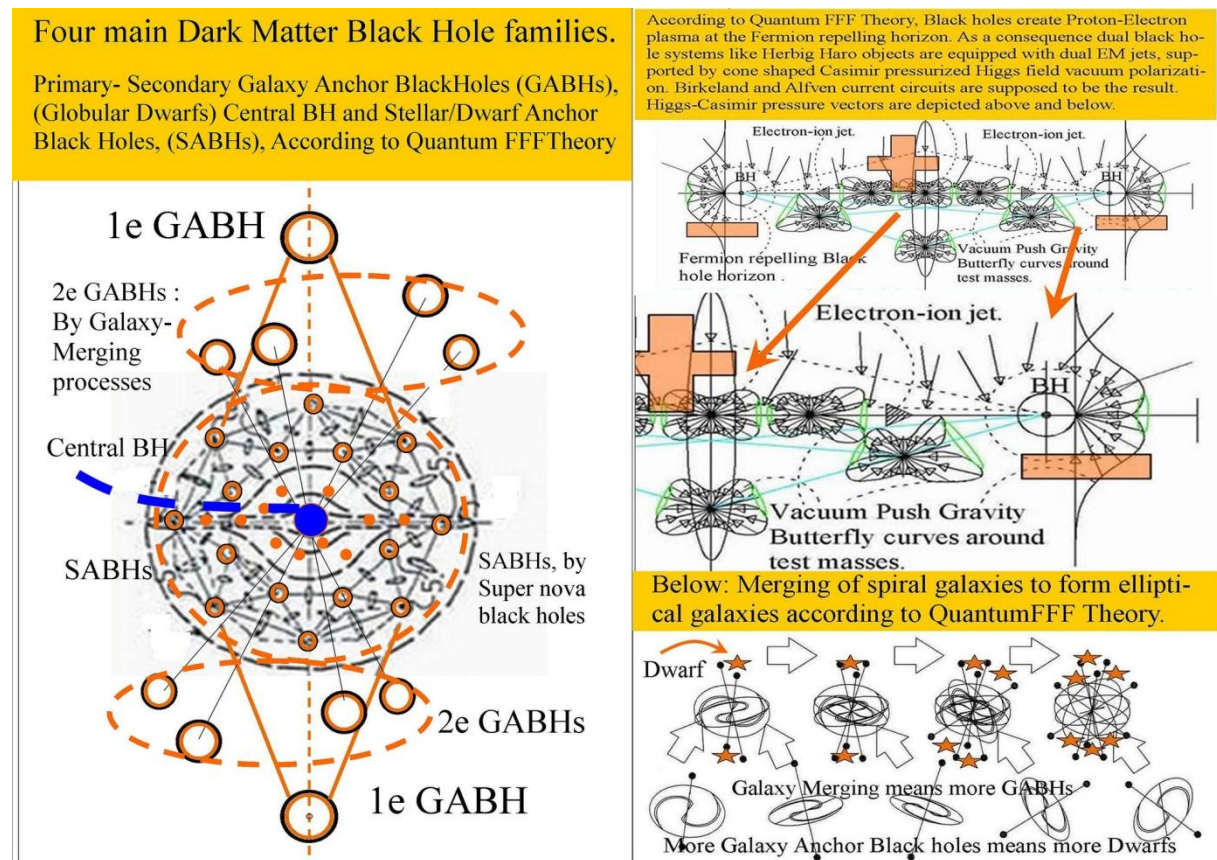 Four main Dark Matter Black Hole families.
Primary- Secondary Galaxy Anchor BlackHoles (GABHs),
(Globular Dwarfs) Central BH and Stellar/Dwarf Anchor
Black Holes, (SABHs), According to Quantum FFFTheory
1e GABH
2e GABHs :
By Galaxy-
Merging
processes
Central BH
SABHs
SABHs, by
Super nova
black holes
2e GABHs
1e GABH
According to Quantum FFF Theory, Black holes create Proton-Electron
plasma at the Fermion repelling horizon. As a consequence dual black ho-
le systems like Herbig Haro objects are equipped with dual EM jets, sup-
ported by cone shaped Casimir pressurized Higgs field vacuum polarizati-
on. Birkeland and Alfven current circuits are supposed to be the result.
Higgs-Casimir pressure vectors are depicted above and below.
Electron-ion jet.
Electron-ion jet.
BH
BH
Fermion repelling Black
hole horizon .
Vacuum Push Gravity
Butterfly curves around
test masses.
Electron-ion jet.
BH
Vacuum Push Gravity
Butterfly curves around
test masses.
Below: Merging of spiral galaxies to form ellipti-
cal galaxies according to QuantumFFF Theory.
Dwarf
Galaxy Merging means more GABHs
More Galaxy Anchor Black holes means more Dwarfs